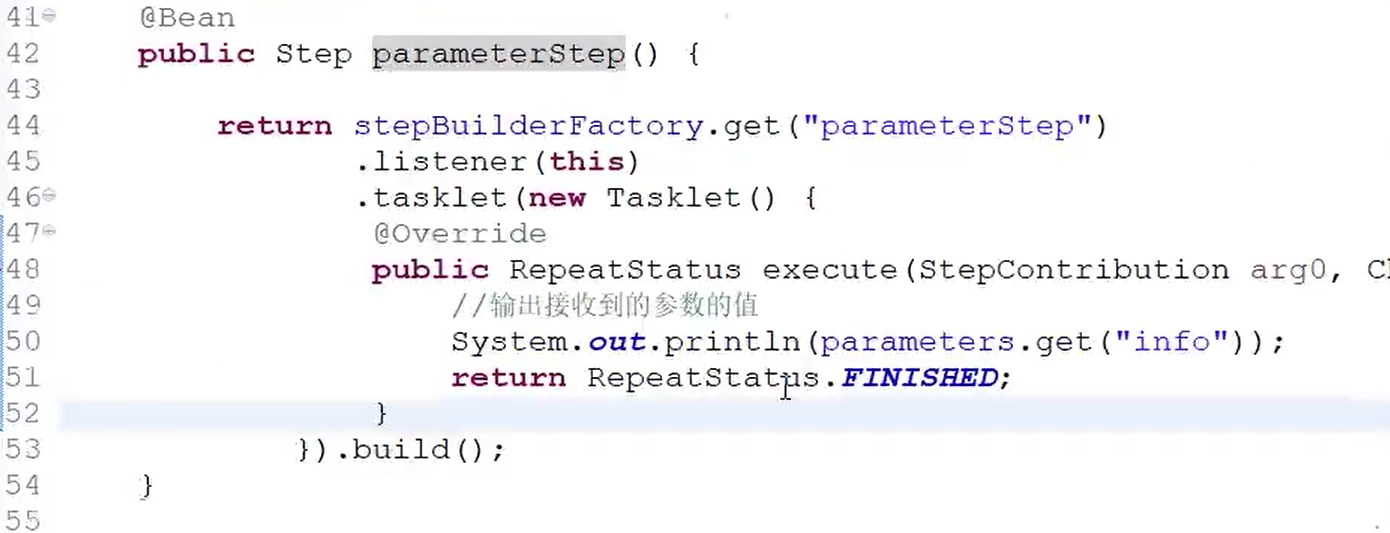 41 @Bean
42 public Step parameterStep() {
43
44 return stepBuilderFactory.get("parameterStep")
45 .listener(this)
46 .tasklet(new Tasklet() {
47 @Override
48 public RepeatStatus execute(StepContribution arg0,
49 //输出接收到的参数的值
50 System.out.println(parameters.get("info"));
51 return RepeatStatus.FINISHED;
52 }
53 }).build();
54 }
55